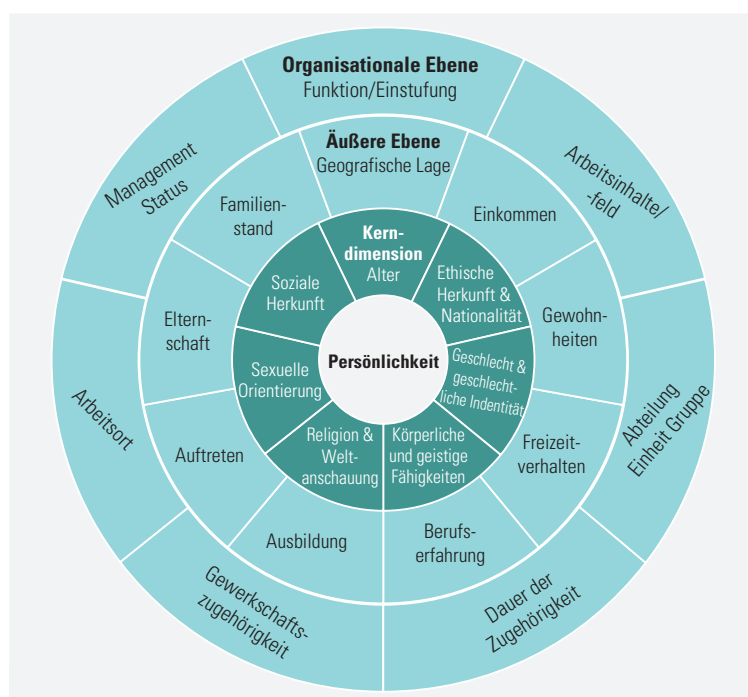 Organisationale Ebene
Funktion/Einstufung
Arbeitsinhalte/
-feld
Abteilung
Einheit Gruppe
Dauer der
Zugehörigkeit
Gewerkschafts-
zugehörigkeit
Arbeitsort
Management
Status
Äußere Ebene
Geografische Lage
Einkommen
Gewohn-
heiten
Freizeit-
verhalten
Berufs-
erfahrung
Ausbildung
Auftreten
Eltern-
schaft
Familien-
stand
Kern-
dimension
Alter
Ethische
Herkunft &
Nationalität
Geschlecht &
geschlecht-
liche Indentität
Körperliche
und geistige
Fähigkeiten
Religion &
Welt-
anschauung
Sexuelle
Orientierung
Soziale
Herkunft
Persönlichkeit